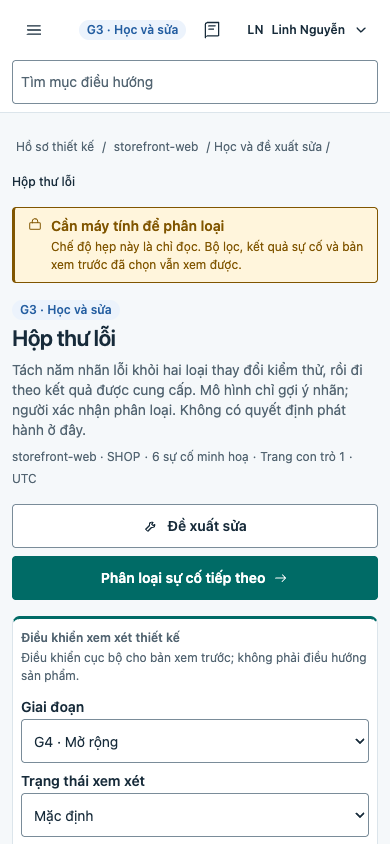 G3 · Học và sửa
LN Linh Nguyễn
Tìm mục điều hướng
Hồ sơ thiết kế / storefront-web / Học và đề xuất sửa /
Hộp thư lỗi
Cần máy tính để phân loại
Chế độ hẹp này là chỉ đọc. Bộ lọc, kết quả sự cố và bản
xem trước đã chọn vẫn xem được.
G3 · Học và sửa
Hộp thư lỗi
Tách năm nhãn lỗi khỏi hai loại thay đổi kiểm thử, rồi đi
theo kết quả được cung cấp. Mô hình chỉ gợi ý nhãn;
người xác nhận phân loại. Không có quyết định phát
hành ở đây.
storefront-web · SHOP · 6 sự cố minh hoạ · Trang con trỏ 1 ·
UTC
Đề xuất sửa
Phân loại sự cố tiếp theo →
Điều khiển xem xét thiết kế
Điều khiển cục bộ cho bản xem trước; không phải điều hướng
sản phẩm.
Giai đoạn
G4 · Mở rộng
Trạng thái xem xét
Mặc định